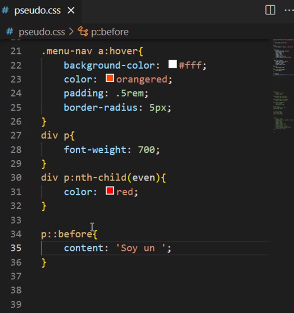 pseudo.css
pseudo.css > p::before
21 .menu-nav a:hover{
22 background-color: #fff;
23 color: orangered;
24 padding: .5rem;
25 border-radius: 5px;
26 }
27 div p{
28 font-weight: 700;
29 }
30 div p:nth-child(even){
31 color: red;
32 }
33
34 p::before{
35 content: 'Soy un ';
36 }
37
38
39